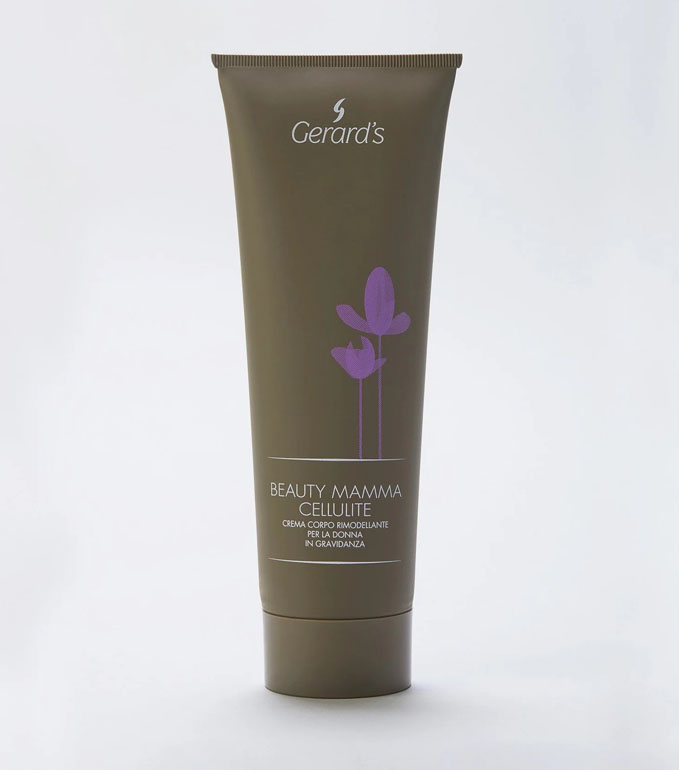 Gerard's
BEAUTY MAMMA
CELLULITE
CREMA CORPO RIMODELLANTE
PER LA DONNA
IN GRAVIDANZA